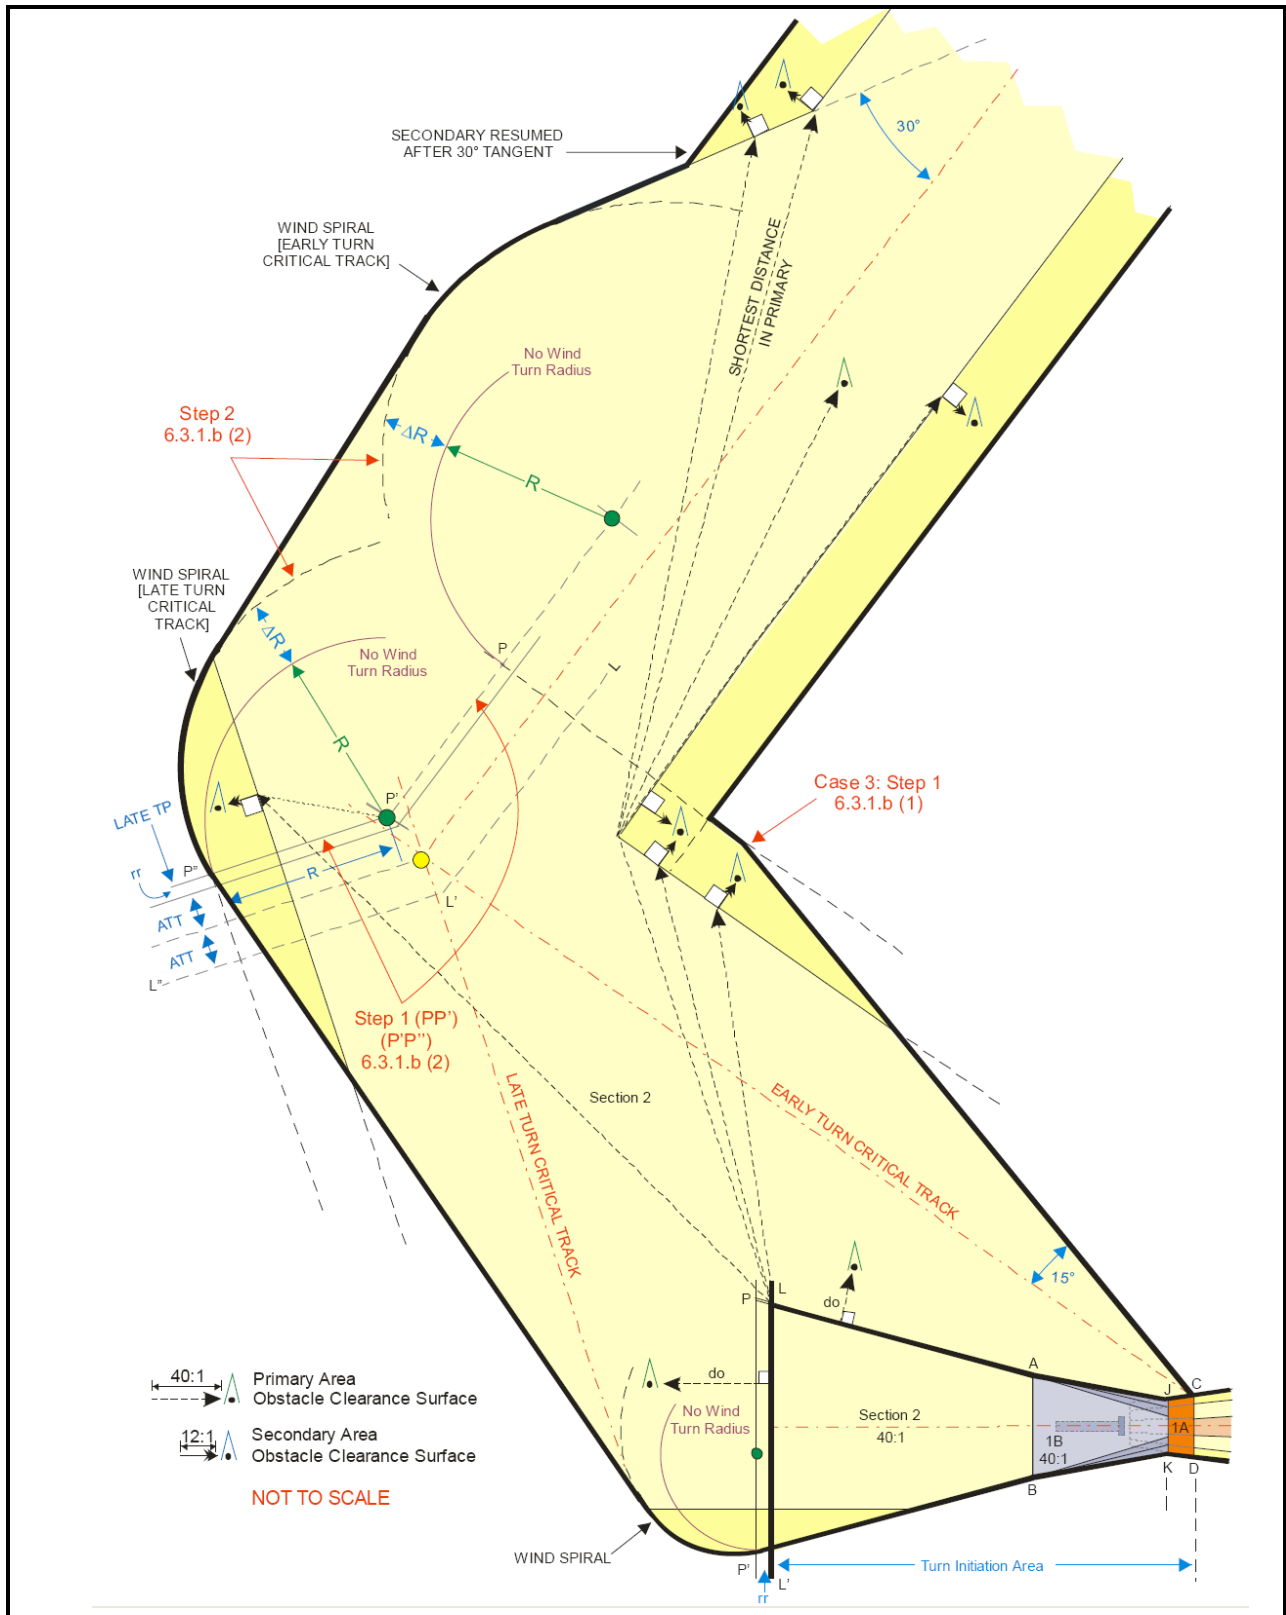 30°
SECONDARY RESUMED
AFTER 30° TANGENT
WIND SPIRAL
[EARLY TURN
CRITICAL TRACK]
SHORTEST DISTANCE
IN PRIMARY
No Wind
Turn Radius
Step 2
6.3.1.b (2)
ΔR
R
WIND SPIRAL
[LATE TURN
CRITICAL
TRACK]
ΔR
No Wind
Turn Radius
P
L
R
Case 3: Step 1
6.3.1.b (1)
P'
LATE TP
P"
rr
R
L'
ATT
ATT
L"
Step 1 (PP')
(P'P'')
6.3.1.b (2)
LATE TURN CRITICAL TRACK
Section 2
EARLY TURN CRITICAL TRACK
15°
L
P
do
A
J
C
do
No Wind
Turn Radius
Section 2
40:1
1B
40:1
1A
K
D
B
40:1
Primary Area
Obstacle Clearance Surface
12:1
Secondary Area
Obstacle Clearance Surface
NOT TO SCALE
WIND SPIRAL
P'
L'
rr
Turn Initiation Area